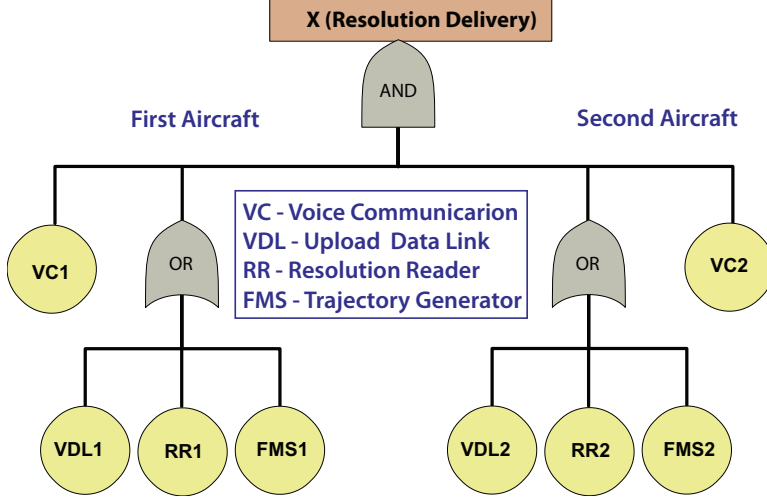 X (Resolution Delivery)
AND
First Aircraft
Second Aircraft
VC - Voice Communicarion
VDL - Upload Data Link
RR - Resolution Reader
FMS - Trajectory Generator
VC1
OR
OR
VC2
VDL1
RR1
FMS1
VDL2
RR2
FMS2